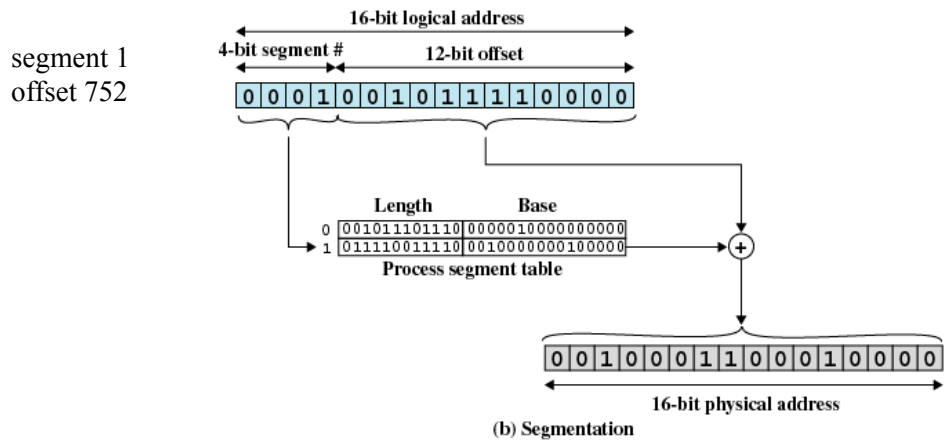 16-bit logical address
segment 1
4-bit segment #
12-bit offset
offset 752
0 0 0 1 0 0 1 0 1 1 1 1 0 0 0 0
Length Base
0 001011101110 0000010000000000
1 011110011110 0010000000100000
+
Process segment table
0 0 1 0 0 0 1 1 0 0 0 1 0 0 0 0
16-bit physical address
(b) Segmentation